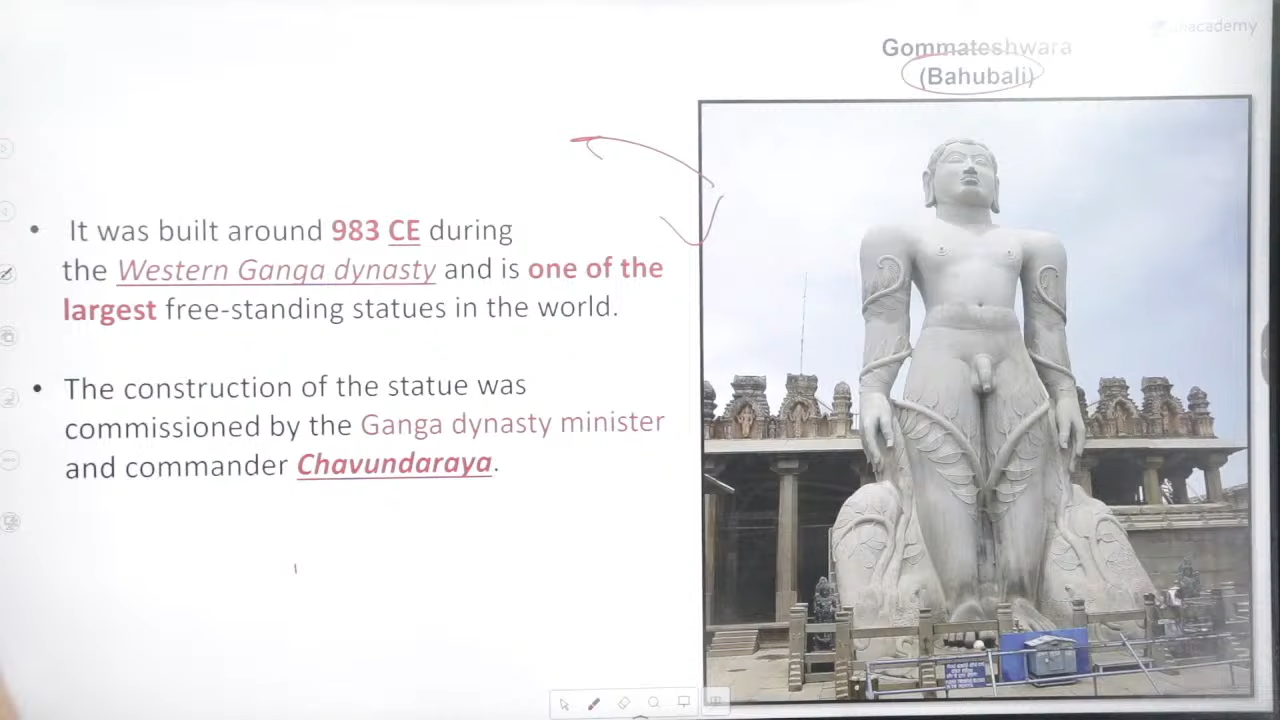 Gommateshwara
(Bahubali)
• It was built around 983 CE during
the Western Ganga dynasty and is one of the
largest free-standing statues in the world.
• The construction of the statue was
commissioned by the Ganga dynasty minister
and commander Chavundaraya.